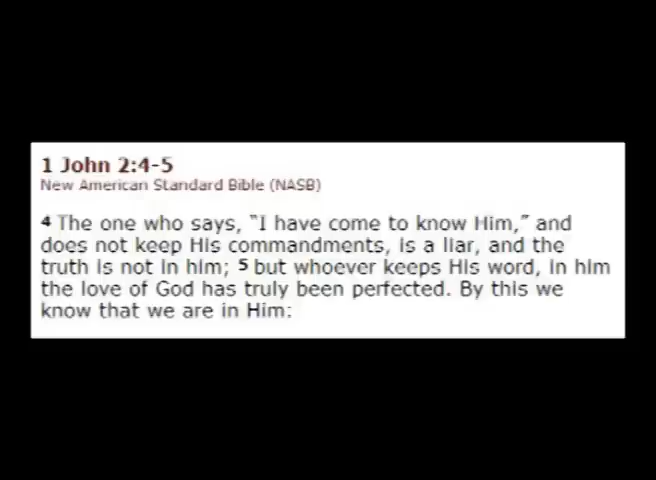 1 John 2:4-5
New American Standard Bible (NASB)
4 The one who says, “I have come to know Him,” and
does not keep His commandments, is a liar, and the
truth is not in him; 5 but whoever keeps His word, in him
the love of God has truly been perfected. By this we
know that we are in Him: